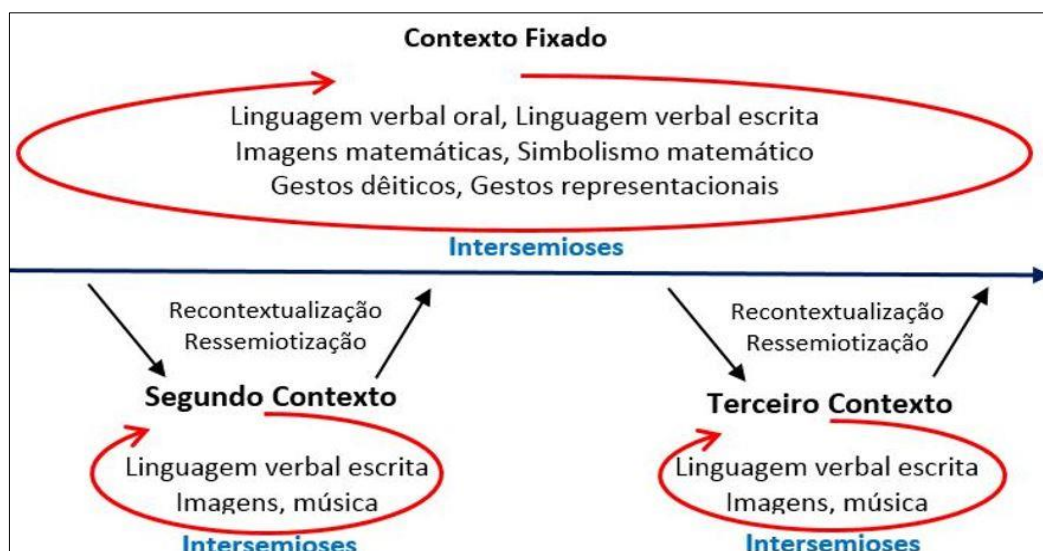 Contexto Fixado
Linguagem verbal oral, Linguagem verbal escrita
Imagens matemáticas, Simbolismo matemático
Gestos dêiticos, Gestos representacionais
Intersemioses
Recontextualização
Ressemiotização
Recontextualização
Ressemiotização
Segundo Contexto
Terceiro Contexto
Linguagem verbal escrita
Imagens, música
Linguagem verbal escrita
Imagens, música
Intersemioses
Intersemioses